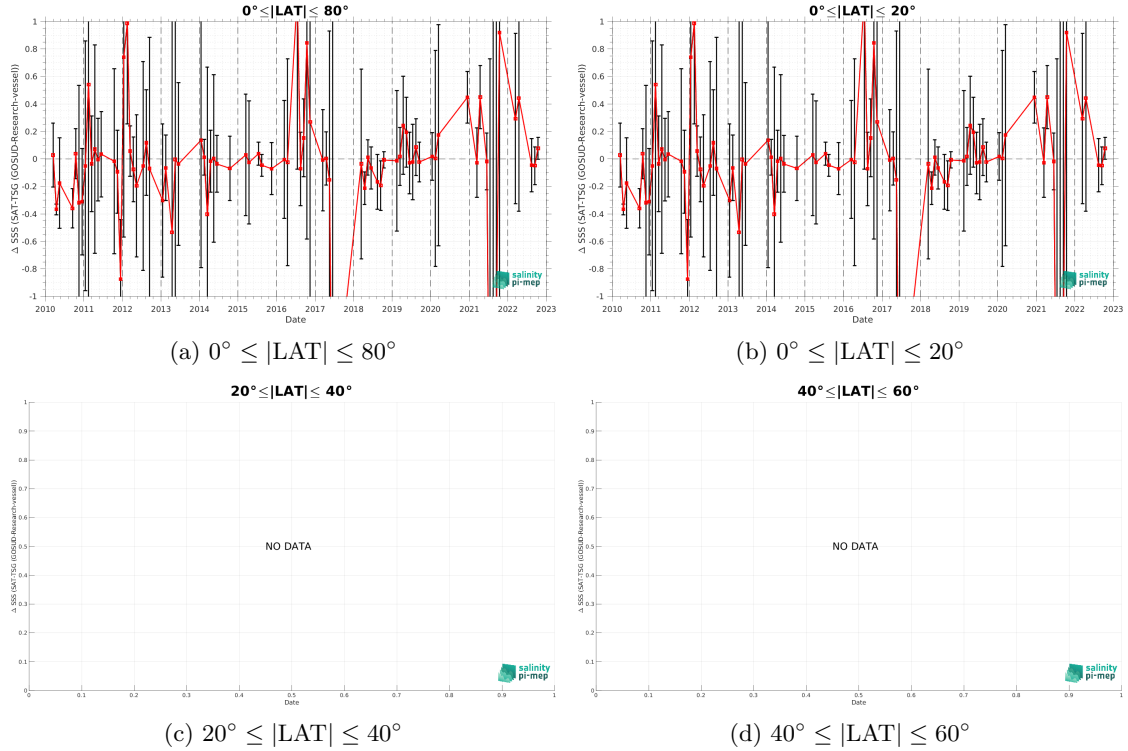 0°≤|LAT|≤ 80°
Δ SSS (SAT-TSG (GOSUD-Research-vessel))
1
0.8
0.6
0.4
0.2
0
-0.2
-0.4
-0.6
-0.8
-1
2010 2011 2012 2013 2014 2015 2016 2017 2018 2019 2020 2021 2022 2023
Date
salinity
pi-mep
(a) 0° ≤ |LAT| ≤ 80°
0°≤|LAT|≤ 20°
Δ SSS (SAT-TSG (GOSUD-Research-vessel))
1
0.8
0.6
0.4
0.2
0
-0.2
-0.4
-0.6
-0.8
-1
2010 2011 2012 2013 2014 2015 2016 2017 2018 2019 2020 2021 2022 2023
Date
salinity
pi-mep
(b) 0° ≤ |LAT| ≤ 20°
20°≤|LAT|≤ 40°
Δ SSS (SAT-TSG (GOSUD-Research-vessel))
1
0.9
0.8
0.7
0.6
0.5
0.4
0.3
0.2
0.1
0
NO DATA
0 0.1 0.2 0.3 0.4 0.5 0.6 0.7 0.8 0.9 1
Date
salinity
pi-mep
(c) 20° ≤ |LAT| ≤ 40°
40°≤|LAT|≤ 60°
Δ SSS (SAT-TSG (GOSUD-Research-vessel))
1
0.9
0.8
0.7
0.6
0.5
0.4
0.3
0.2
0.1
0
NO DATA
0 0.1 0.2 0.3 0.4 0.5 0.6 0.7 0.8 0.9 1
Date
salinity
pi-mep
(d) 40° ≤ |LAT| ≤ 60°